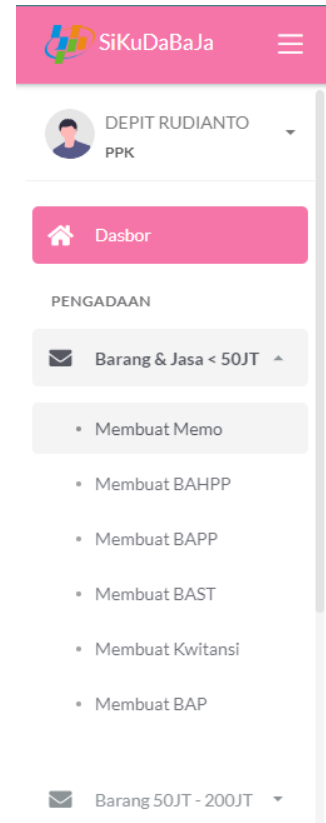 SiKuDaBaJa
DEPIT RUDIANTO
PPK
Dasbor
PENGADAAN
Barang & Jasa < 50JT
Membuat Memo
Membuat BAHPP
Membuat BAPP
Membuat BAST
Membuat Kwitansi
Membuat BAP
Barang 50JT - 200JT